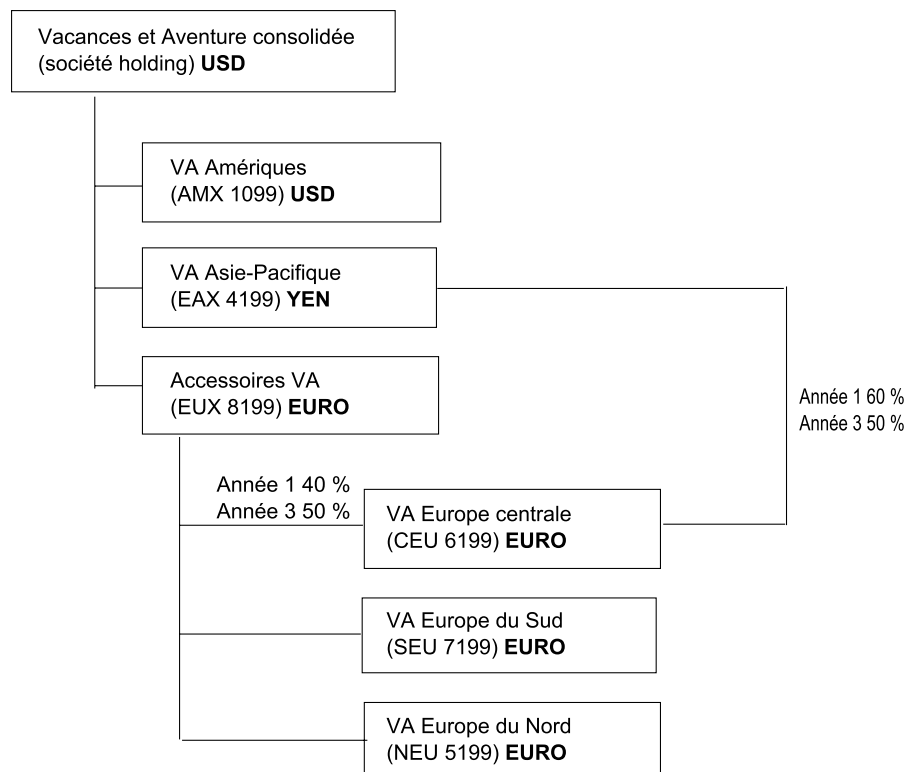 Vacances et Aventure consolidée
(société holding) USD
VA Amériques
(AMX 1099) USD
VA Asie-Pacifique
(EAX 4199) YEN
Accessoires VA
(EUX 8199) EURO
Année 1 60 %
Année 3 50 %
Année 1 40 %
Année 3 50 %
VA Europe centrale
(CEU 6199) EURO
VA Europe du Sud
(SEU 7199) EURO
VA Europe du Nord
(NEU 5199) EURO